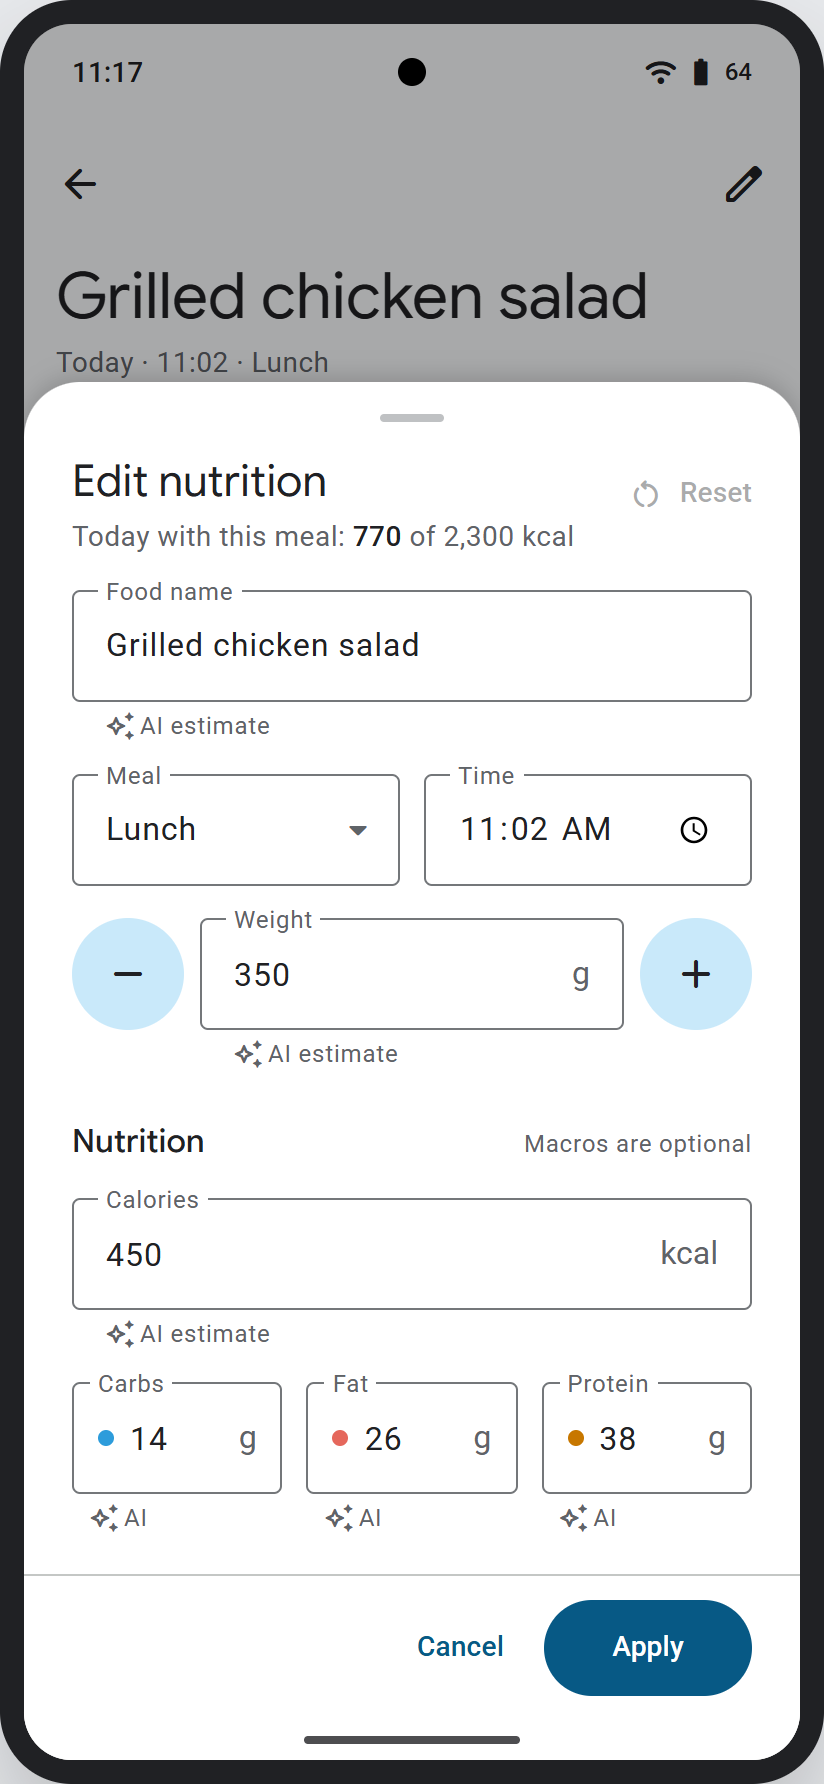 11:17
64
Grilled chicken salad
Today · 11:02 · Lunch
Edit nutrition
Reset
Today with this meal: 770 of 2,300 kcal
Food name
Grilled chicken salad
AI estimate
Meal
Time
Lunch
11:02 AM
Weight
350 g
AI estimate
Nutrition
Macros are optional
Calories
450 kcal
AI estimate
Carbs
Fat
Protein
14 g
26 g
38 g
AI
AI
AI
Cancel
Apply